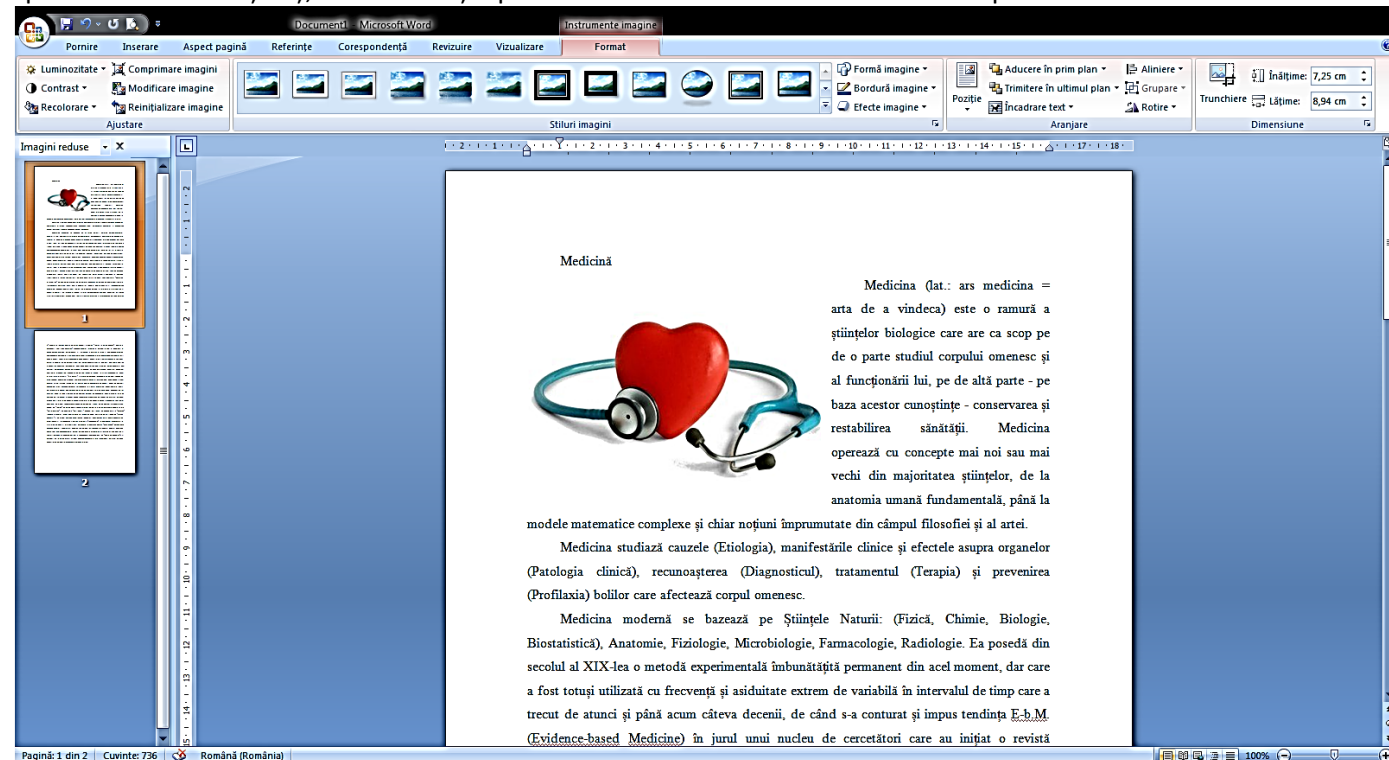 Document1 - Microsoft Word
Instrumente imagine
Pornire Inserare Aspect pagină Referințe Corespondență Revizuire Vizualizare Format
Luminozitate Comprimare imagini Formă imagine Aducere în prim plan Aliniere Înălțime: 7,25 cm
Contrast Modificare imagine Bordură imagine Poziție Trimitere în ultimul plan Grupare Trunchiere Lățime: 8,94 cm
Recolorare Reinițializare imagine Efecte imagine Încadrare text Rotire
Ajustare Stiluri imagini Aranjare Dimensiune
Imagini reduse X
1
2
Medicină
Medicina (lat.: ars medicina =
arta de a vindeca) este o ramură a
științelor biologice care are ca scop pe
de o parte studiul corpului omenesc și
al funcționării lui, pe de altă parte - pe
baza acestor cunoștințe - conservarea și
restabilirea sănătății. Medicina
operează cu concepte mai noi sau mai
vechi din majoritatea științelor, de la
anatomia umană fundamentală, până la
modele matematice complexe și chiar noțiuni împrumutate din câmpul filosofiei și al artei.
Medicina studiază cauzele (Etiologia), manifestările clinice și efectele asupra organelor
(Patologia clinică), recunoașterea (Diagnosticul), tratamentul (Terapia) și prevenirea
(Profilaxia) bolilor care afectează corpul omenesc.
Medicina modernă se bazează pe Științele Naturii: (Fizică, Chimie, Biologie,
Biostatistică), Anatomie, Fiziologie, Microbiologie, Farmacologie, Radiologie. Ea posedă din
secolul al XIX-lea o metodă experimentală îmbunătățită permanent din acel moment, dar care
a fost totuși utilizată cu frecvență și asiduitate extrem de variabilă în intervalul de timp care a
trecut de atunci și până acum câteva decenii, de când s-a conturat și impus tendința E-b.M.
(Evidence-based Medicine) în jurul unui nucleu de cercetători care au inițiat o revistă
Pagină: 1 din 2 Cuvinte: 736 Română (România) 100%